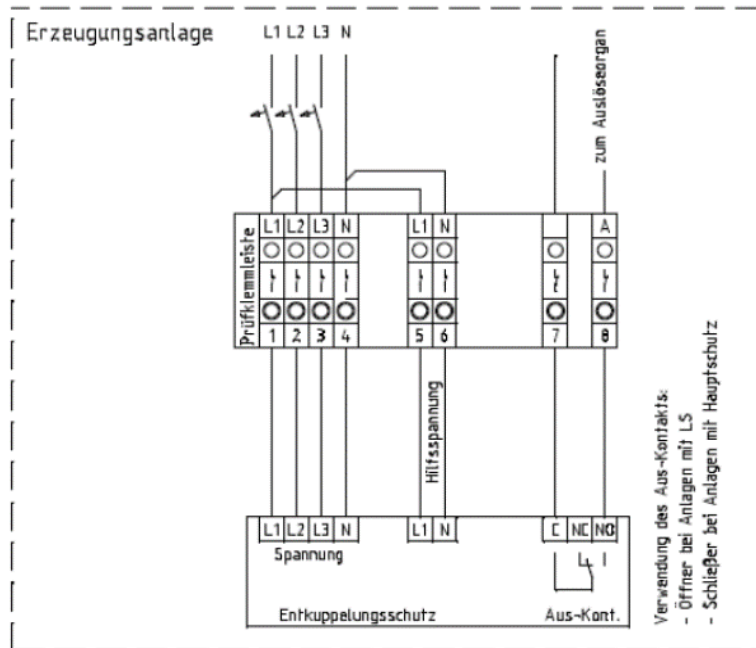 Erzeugungsanlage
L1 L2 L3 N
zum Auslöseorgan
Prüfklemmleiste
L1 L2 L3 N L1 N A
1 2 3 4 5 6 7 8
Hilfsspannung
L1 L2 L3 N L1 N C NC NO
Spannung
Entkuppelungsschutz Aus-Kont.
Verwendung des Aus-Kontakts:
- Öffner bei Anlagen mit LS
- Schließer bei Anlagen mit Hauptschutz